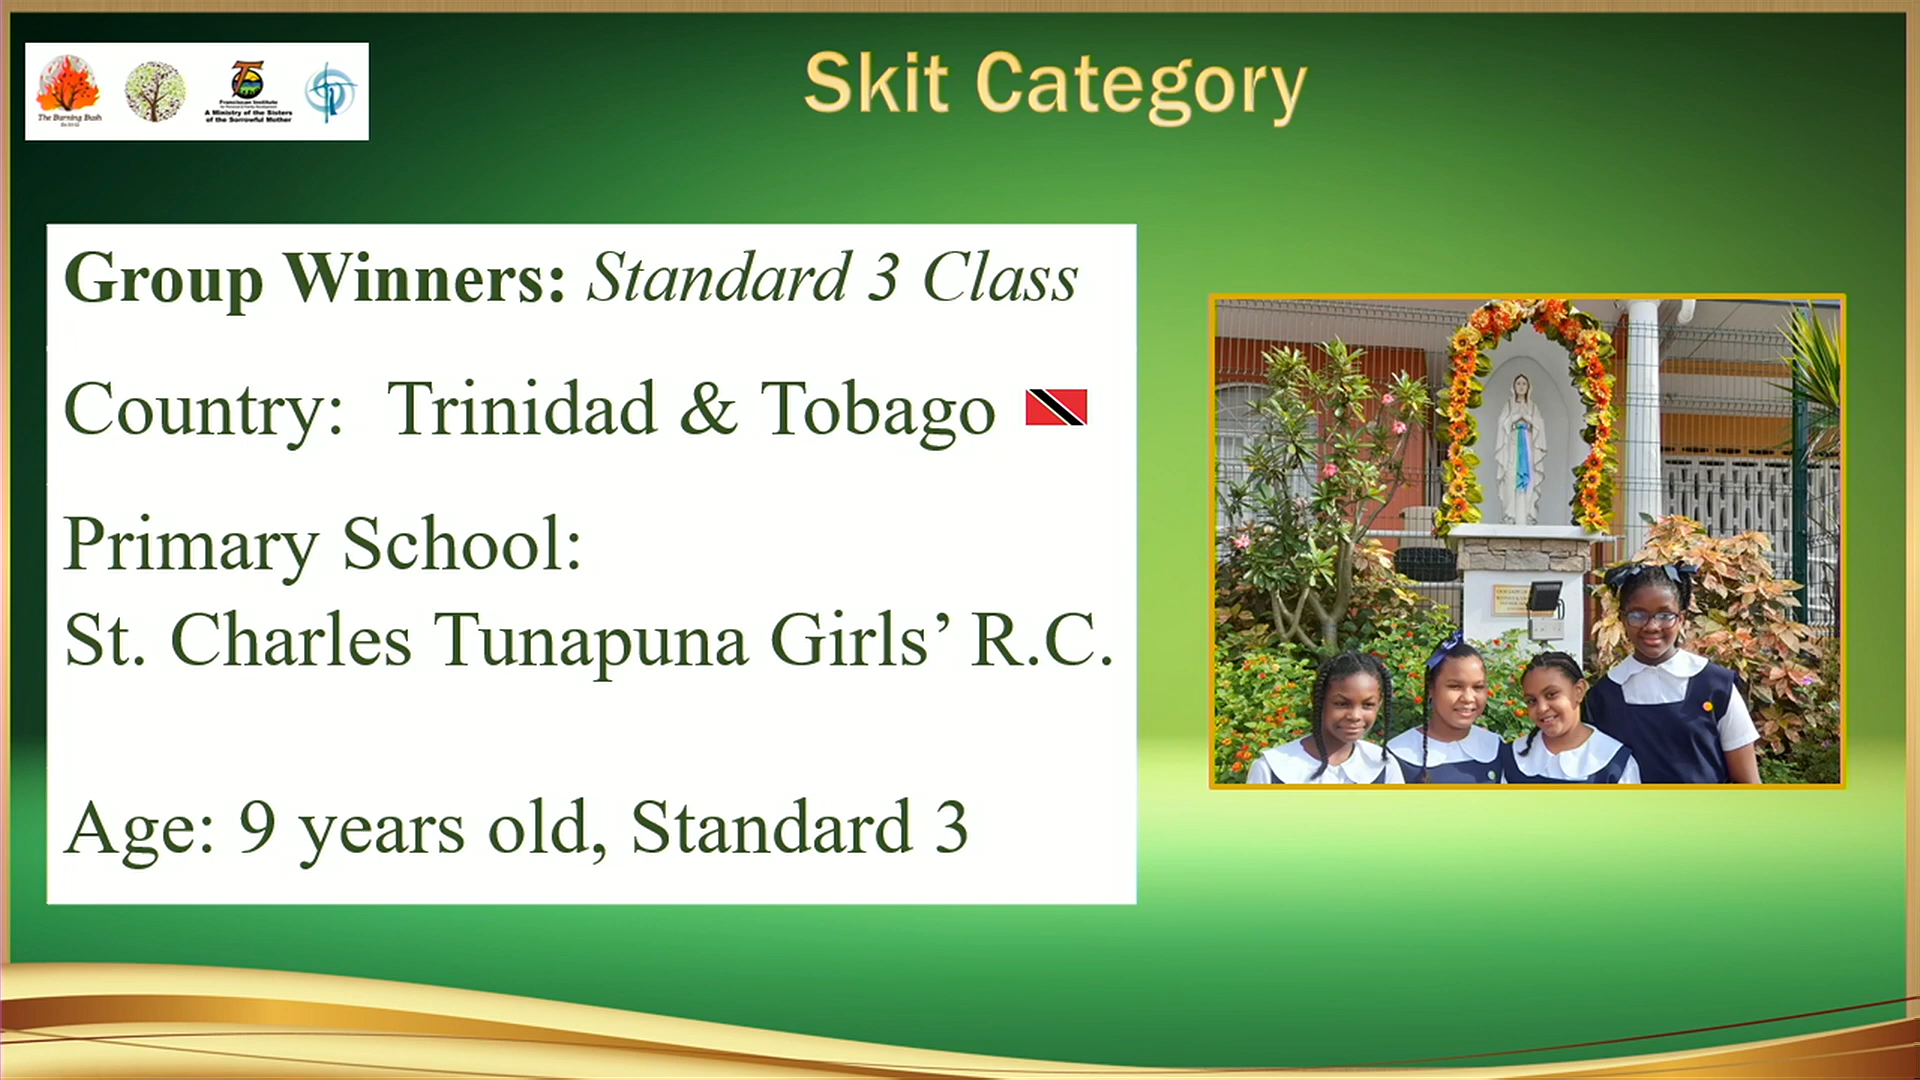 Skit Category
The Burning Bush
Franciscan Institute
A Ministry of the Sisters
of the Sorrowful Mother
Group Winners: Standard 3 Class
Country: Trinidad & Tobago
Primary School:
St. Charles Tunapuna Girls’ R.C.
Age: 9 years old, Standard 3